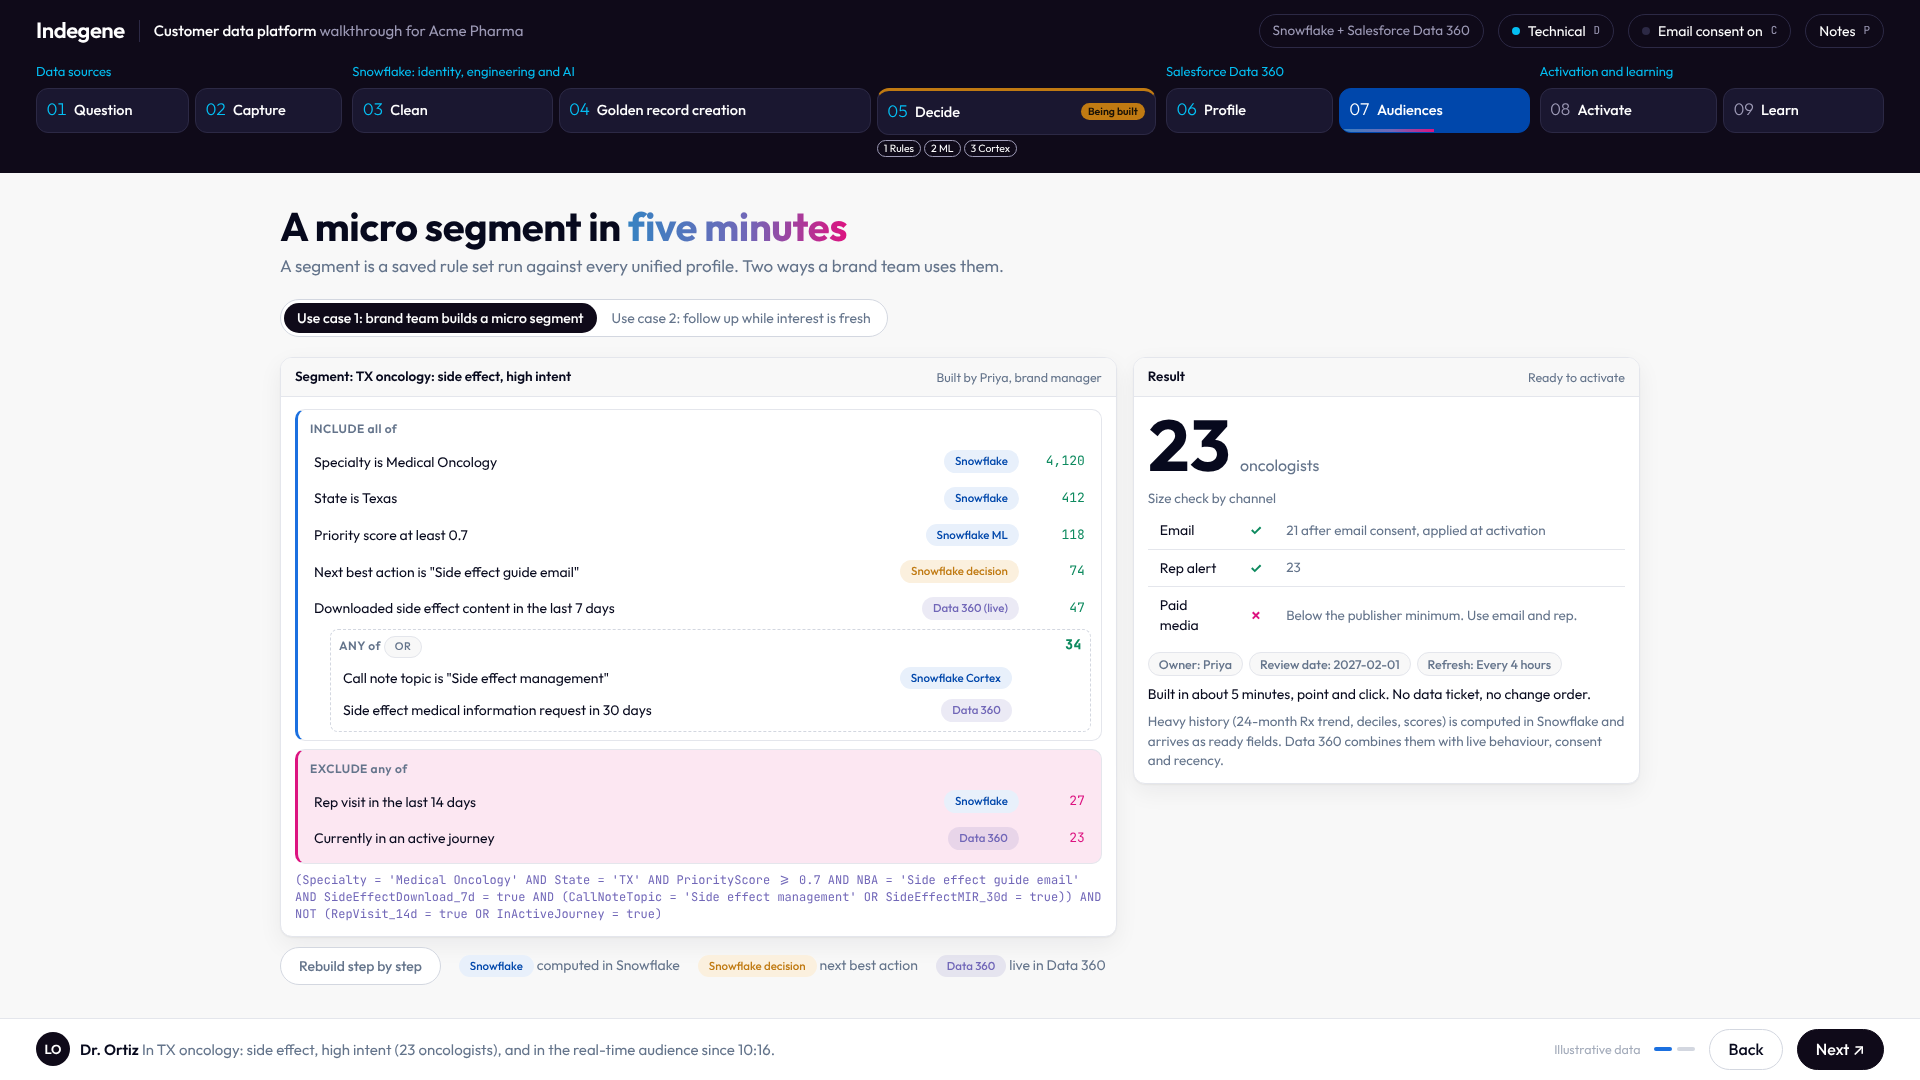 Indegene
Customer data platform walkthrough for Acme Pharma
Snowflake + Salesforce Data 360
Technical D
Email consent on C
Notes P
Data sources
Snowflake: identity, engineering and AI
Salesforce Data 360
Activation and learning
01 Question
02 Capture
03 Clean
04 Golden record creation
05 Decide
Being built
06 Profile
07 Audiences
08 Activate
09 Learn
1 Rules
2 ML
3 Cortex
A micro segment in five minutes
A segment is a saved rule set run against every unified profile. Two ways a brand team uses them.
Use case 1: brand team builds a micro segment
Use case 2: follow up while interest is fresh
Segment: TX oncology: side effect, high intent
Built by Priya, brand manager
INCLUDE all of
Specialty is Medical Oncology Snowflake 4,120
State is Texas Snowflake 412
Priority score at least 0.7 Snowflake ML 118
Next best action is "Side effect guide email" Snowflake decision 74
Downloaded side effect content in the last 7 days Data 360 (live) 47
ANY of OR 34
Call note topic is "Side effect management" Snowflake Cortex
Side effect medical information request in 30 days Data 360
EXCLUDE any of
Rep visit in the last 14 days Snowflake 27
Currently in an active journey Data 360 23
(Specialty = 'Medical Oncology' AND State = 'TX' AND PriorityScore ≥ 0.7 AND NBA = 'Side effect guide email'
AND SideEffectDownload_7d = true AND (CallNoteTopic = 'Side effect management' OR SideEffectMIR_30d = true)) AND
NOT (RepVisit_14d = true OR InActiveJourney = true)
Rebuild step by step
Snowflake computed in Snowflake
Snowflake decision next best action
Data 360 live in Data 360
Result
Ready to activate
23 oncologists
Size check by channel
Email ✓ 21 after email consent, applied at activation
Rep alert ✓ 23
Paid media ✗ Below the publisher minimum. Use email and rep.
Owner: Priya
Review date: 2027-02-01
Refresh: Every 4 hours
Built in about 5 minutes, point and click. No data ticket, no change order.
Heavy history (24-month Rx trend, deciles, scores) is computed in Snowflake and
arrives as ready fields. Data 360 combines them with live behaviour, consent
and recency.
LO
Dr. Ortiz In TX oncology: side effect, high intent (23 oncologists), and in the real-time audience since 10:16.
Illustrative data
Back
Next ↗